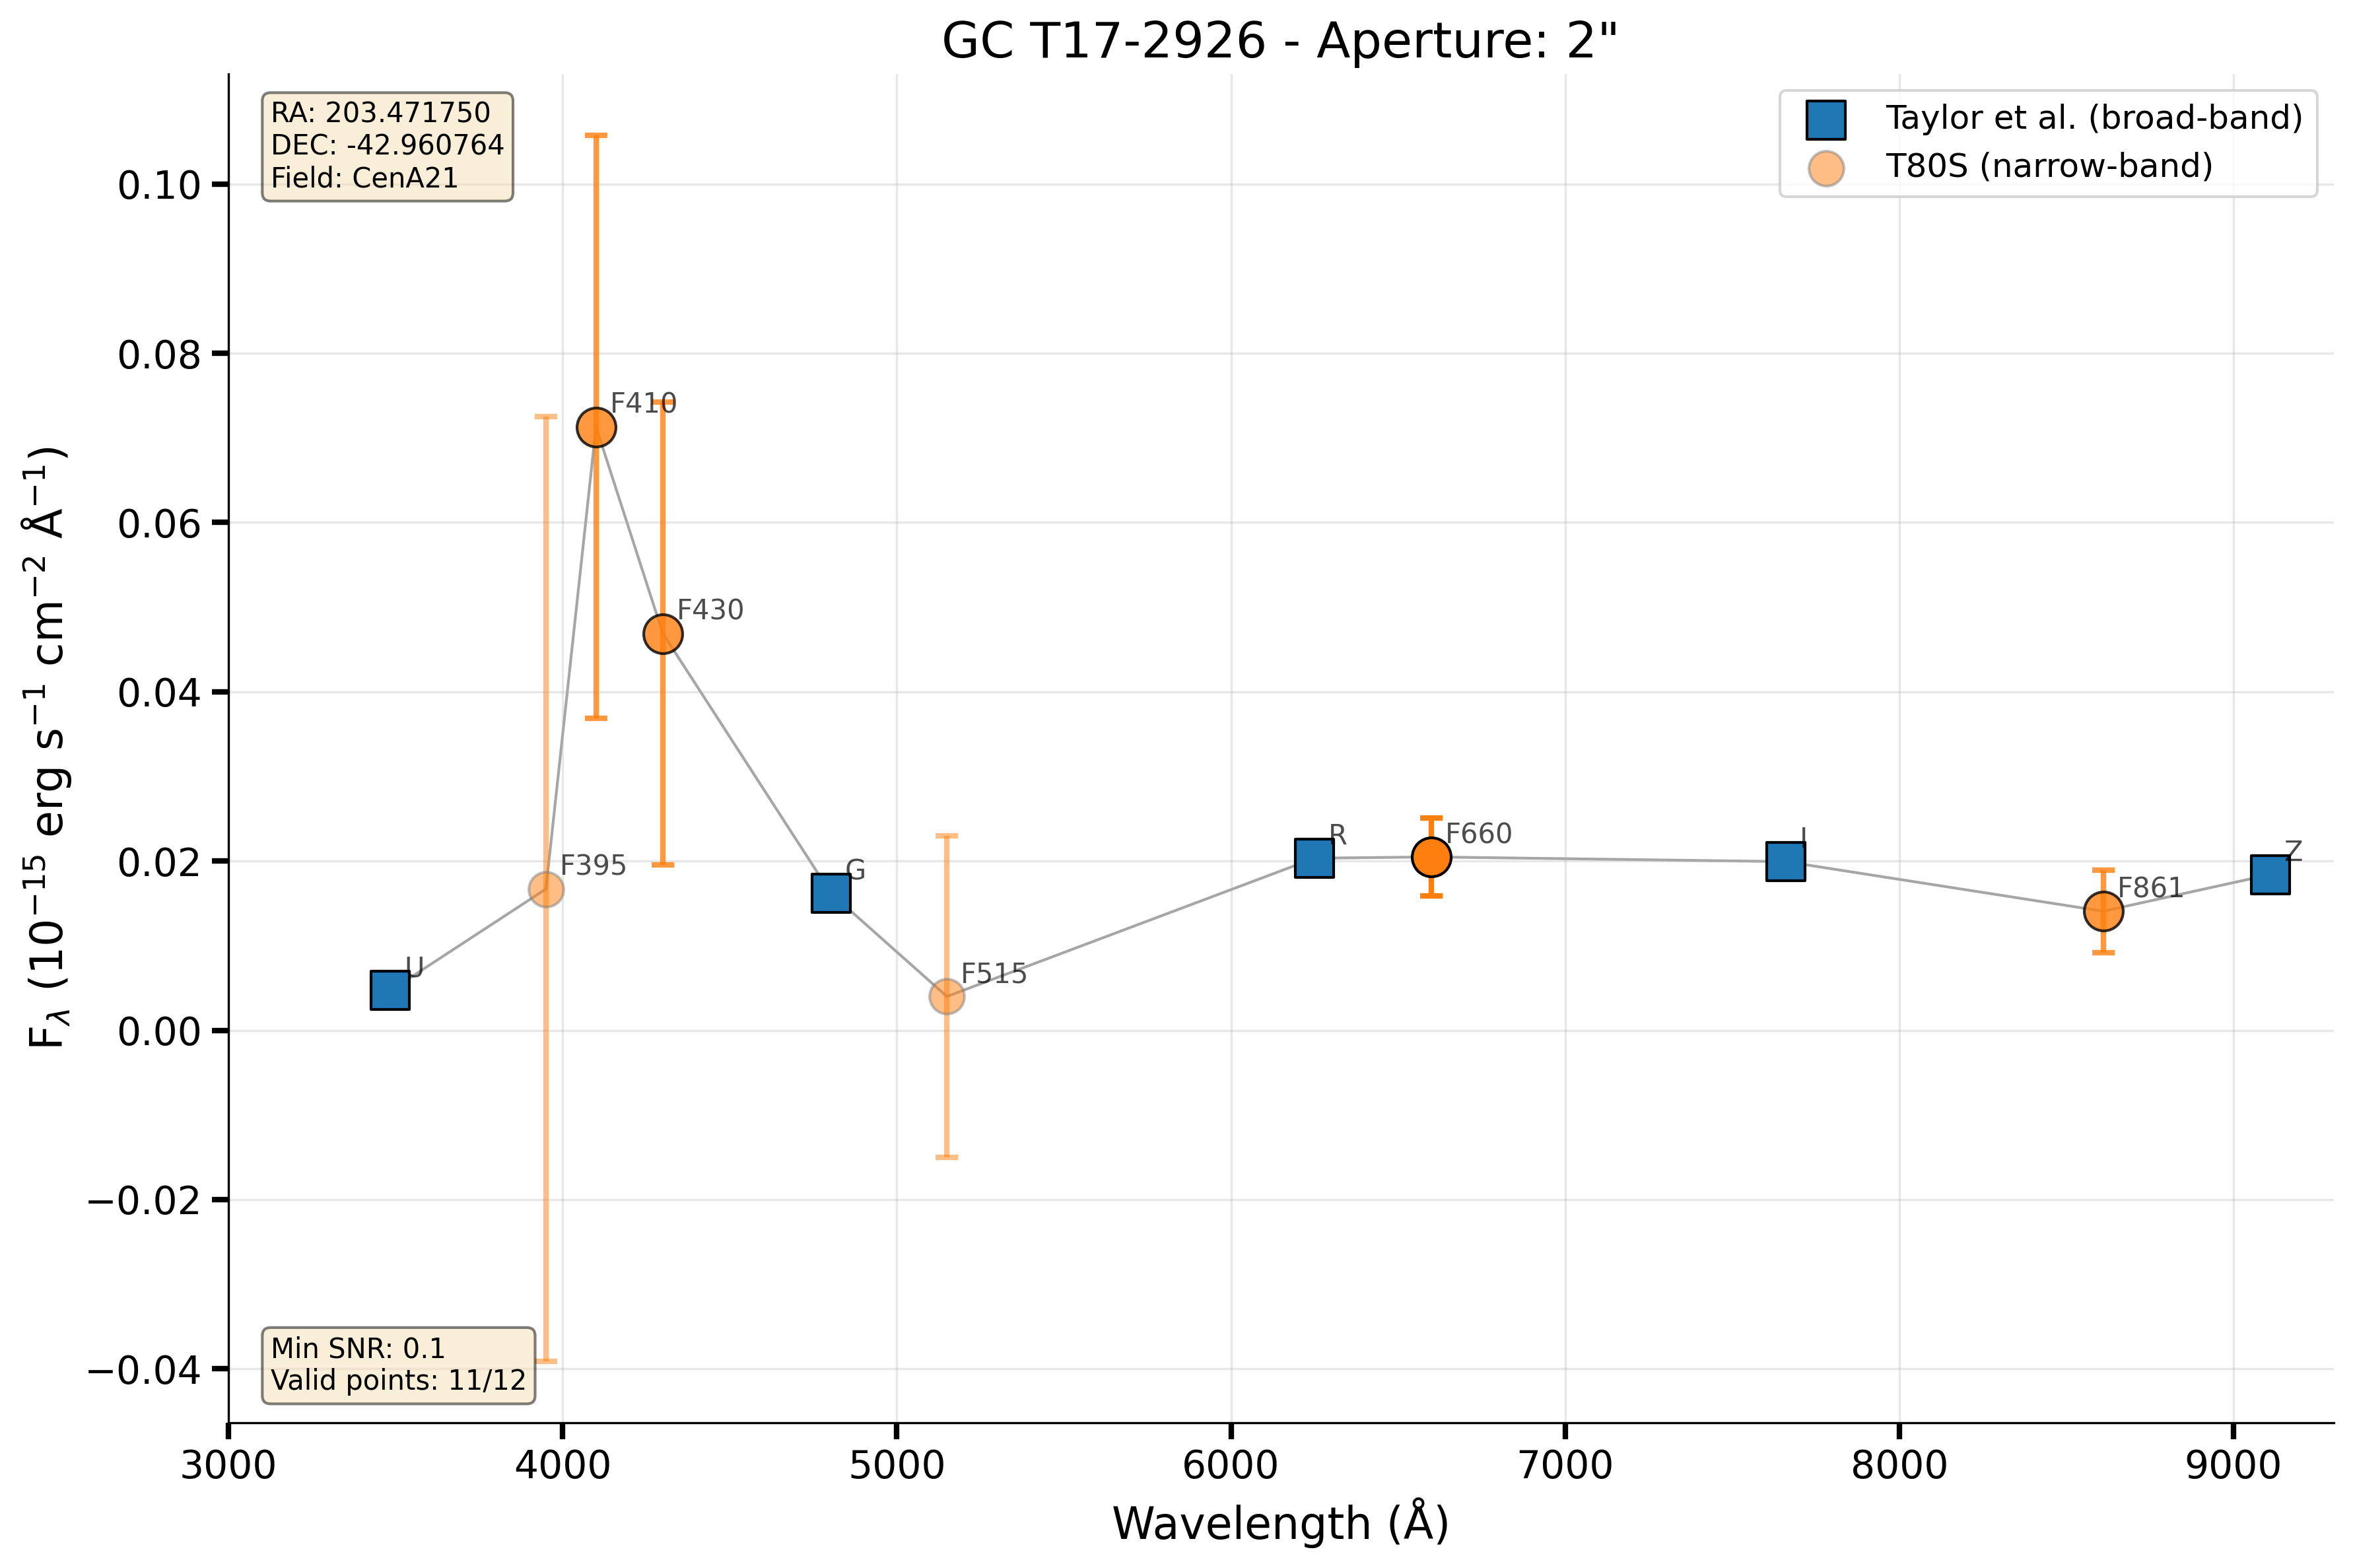 GC T17-2926 - Aperture: 2"
RA: 203.471750
DEC: -42.960764
Field: CenA21
Taylor et al. (broad-band)
T80S (narrow-band)
F_λ (10⁻¹⁵ erg s⁻¹ cm⁻² Å⁻¹)
0.10
0.08
0.06
0.04
0.02
0.00
−0.02
−0.04
U
F395
F410
F430
G
F515
R
F660
I
F861
Z
Min SNR: 0.1
Valid points: 11/12
3000 4000 5000 6000 7000 8000 9000
Wavelength (Å)